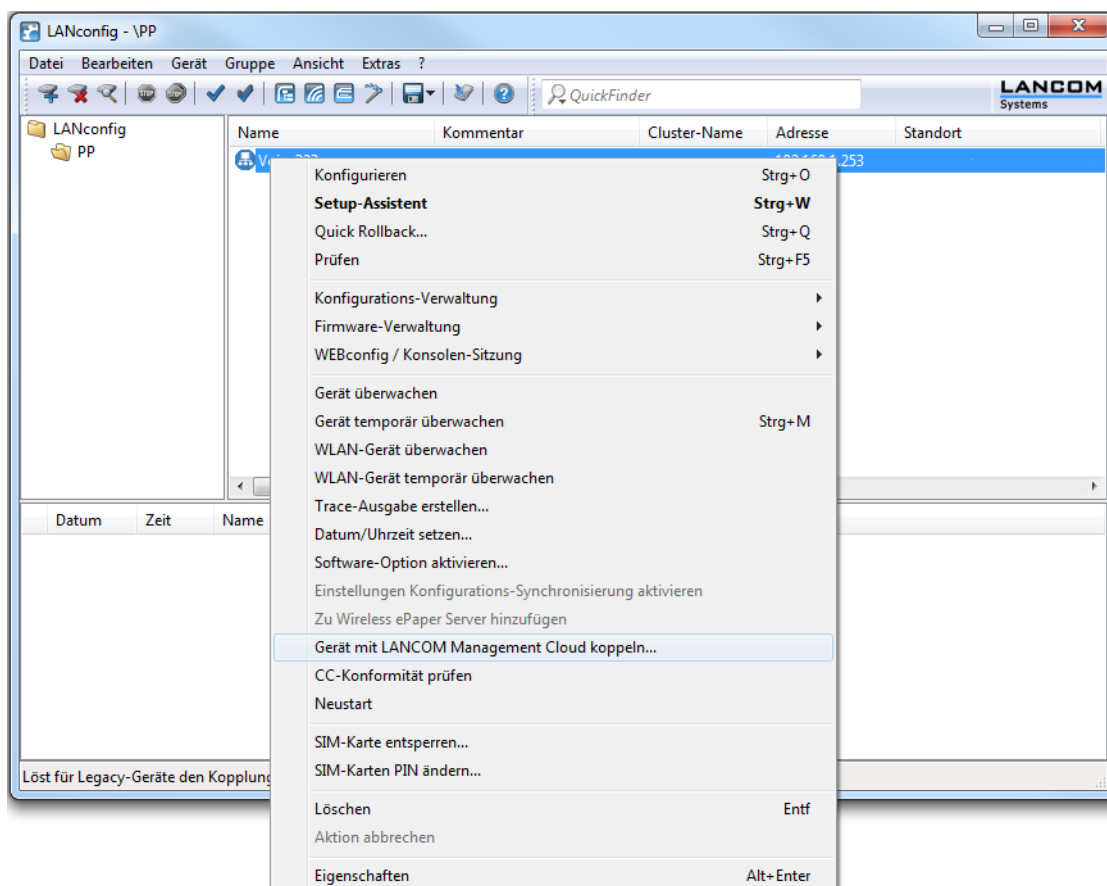 LANconfig - \PP
Datei Bearbeiten Gerät Gruppe Ansicht Extras ?
QuickFinder
LANCOM
Systems
LANconfig
PP
Name Kommentar Cluster-Name Adresse Standort
Konfigurieren Strg+O
Setup-Assistent Strg+W
Quick Rollback... Strg+Q
Prüfen Strg+F5
Konfigurations-Verwaltung
Firmware-Verwaltung
WEBconfig / Konsolen-Sitzung
Gerät überwachen
Gerät temporär überwachen Strg+M
WLAN-Gerät überwachen
WLAN-Gerät temporär überwachen
Trace-Ausgabe erstellen...
Datum/Uhrzeit setzen...
Software-Option aktivieren...
Einstellungen Konfigurations-Synchronisierung aktivieren
Zu Wireless ePaper Server hinzufügen
Gerät mit LANCOM Management Cloud koppeln...
CC-Konformität prüfen
Neustart
SIM-Karte entsperren...
SIM-Karten PIN ändern...
Löschen Entf
Aktion abbrechen
Eigenschaften Alt+Enter
Datum Zeit Name
Löst für Legacy-Geräte den